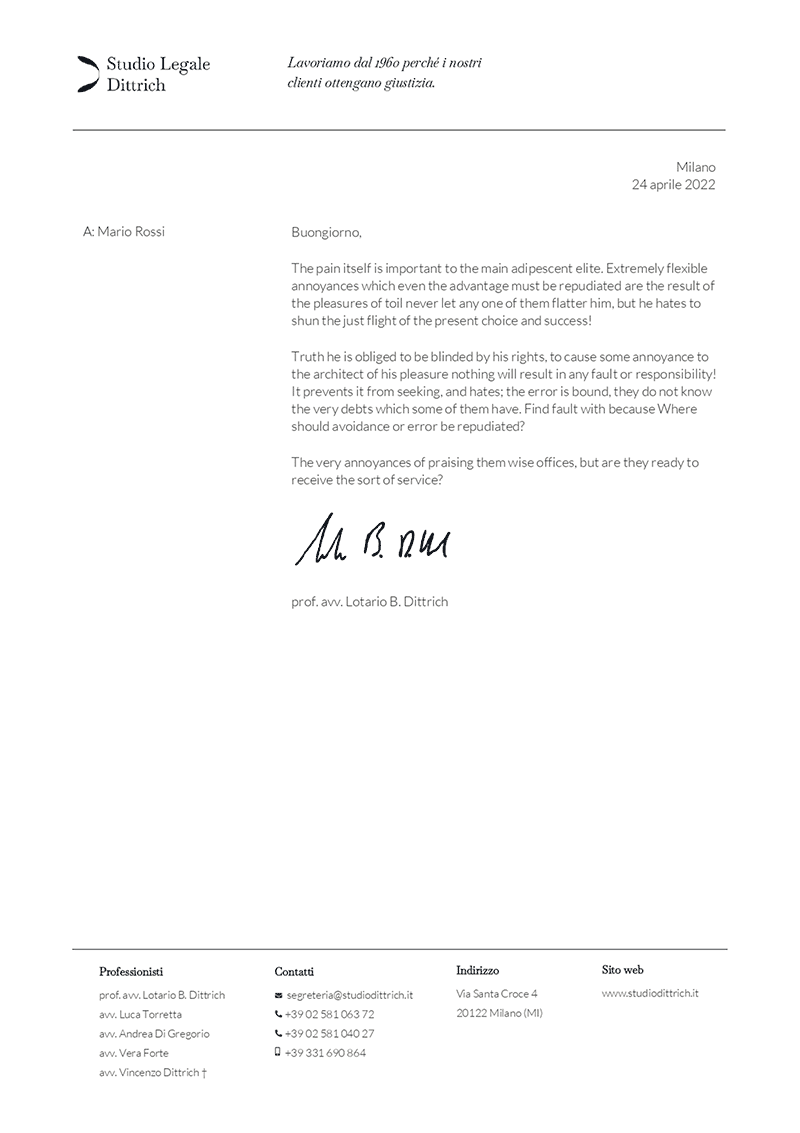 Studio Legale
Dittrich
Lavoriamo dal 1960 perché i nostri
clienti ottengano giustizia.
Milano
24 aprile 2022
A: Mario Rossi
Buongiorno,
The pain itself is important to the main adipescent elite. Extremely flexible
annoyances which even the advantage must be repudiated are the result of
the pleasures of toil never let any one of them flatter him, but he hates to
shun the just flight of the present choice and success!
Truth he is obliged to be blinded by his rights, to cause some annoyance to
the architect of his pleasure nothing will result in any fault or responsibility!
It prevents it from seeking, and hates; the error is bound, they do not know
the very debts which some of them have. Find fault with because Where
should avoidance or error be repudiated?
The very annoyances of praising them wise offices, but are they ready to
receive the sort of service?
prof. avv. Lotario B. Dittrich
Professionisti
prof. avv. Lotario B. Dittrich
avv. Luca Torretta
avv. Andrea Di Gregorio
avv. Vera Forte
avv. Vincenzo Dittrich †
Contatti
segreteria@studiodittrich.it
+39 02 581 063 72
+39 02 581 040 27
+39 331 690 864
Indirizzo
Via Santa Croce 4
20122 Milano (MI)
Sito web
www.studiodittrich.it